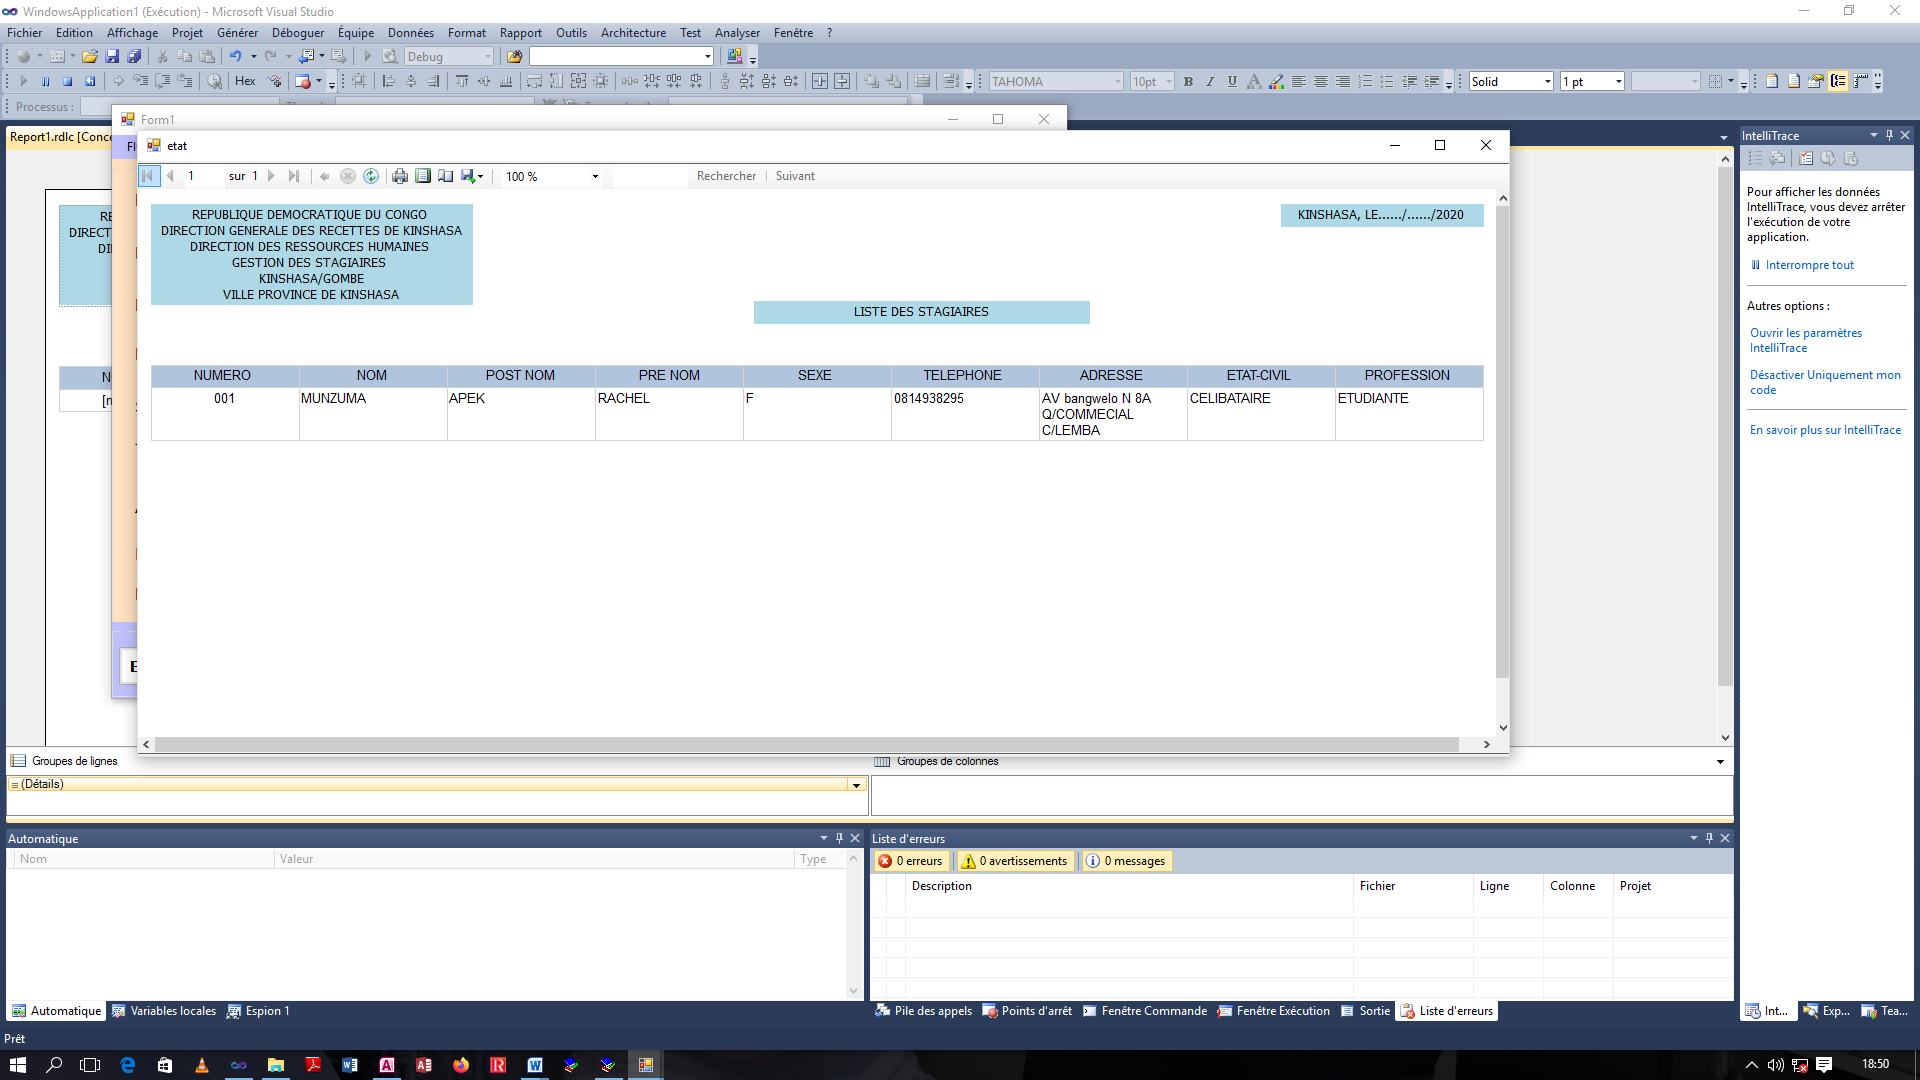 WindowsApplication1 (Exécution) - Microsoft Visual Studio
Fichier Edition Affichage Projet Générer Déboguer Équipe Données Format Rapport Outils Architecture Test Analyser Fenêtre ?
Debug
Hex TAHOMA 10pt B I U A Solid 1 pt
Processus :
Form1
Report1.rdlc [Conce
etat
1 sur 1 100 % Rechercher Suivant
REPUBLIQUE DEMOCRATIQUE DU CONGO
DIRECTION GENERALE DES RECETTES DE KINSHASA
DIRECTION DES RESSOURCES HUMAINES
GESTION DES STAGIAIRES
KINSHASA/GOMBE
VILLE PROVINCE DE KINSHASA
KINSHASA, LE....../....../2020
LISTE DES STAGIAIRES
NUMERO NOM POST NOM PRE NOM SEXE TELEPHONE ADRESSE ETAT-CIVIL PROFESSION
001 MUNZUMA APEK RACHEL F 0814938295 AV bangwelo N 8A CELIBATAIRE ETUDIANTE
Q/COMMECIAL
C/LEMBA
IntelliTrace
Pour afficher les données
IntelliTrace, vous devez arrêter
l'exécution de votre
application.
Interrompre tout
Autres options :
Ouvrir les paramètres
IntelliTrace
Désactiver Uniquement mon
code
En savoir plus sur IntelliTrace
Groupes de lignes
Groupes de colonnes
(Détails)
Automatique
Nom Valeur Type
Liste d'erreurs
0 erreurs 0 avertissements 0 messages
Description Fichier Ligne Colonne Projet
Automatique Variables locales Espion 1
Pile des appels Points d'arrêt Fenêtre Commande Fenêtre Exécution Sortie Liste d'erreurs
Int... Exp... Tea...
Prêt
18:50